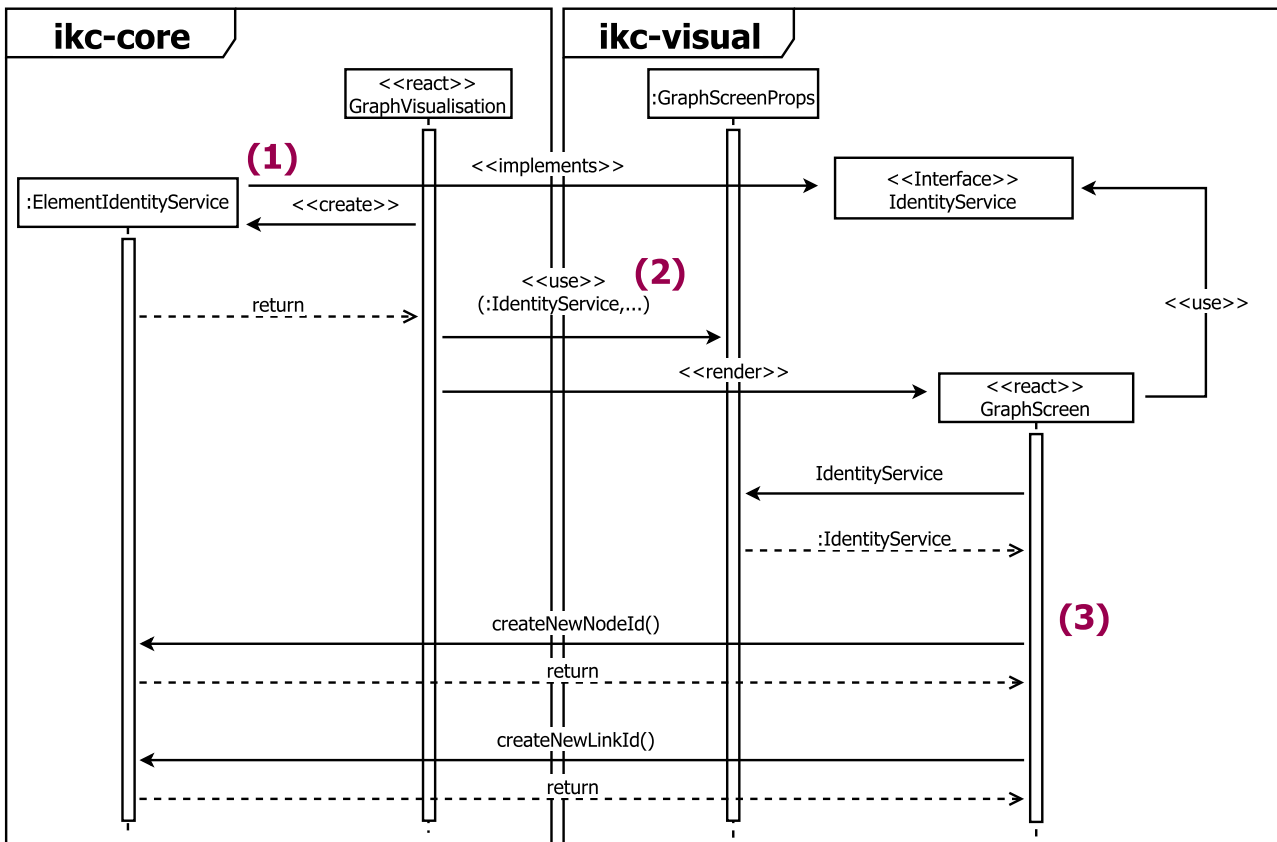 ikc-core
ikc-visual
<<react>>
GraphVisualisation
:GraphScreenProps
(1)
<<implements>>
<<Interface>>
IdentityService
:ElementIdentityService
<<create>>
(2)
<<use>>
(:IdentityService,...)
return
<<use>>
<<render>>
<<react>>
GraphScreen
IdentityService
:IdentityService
(3)
createNewNodeId()
return
createNewLinkId()
return